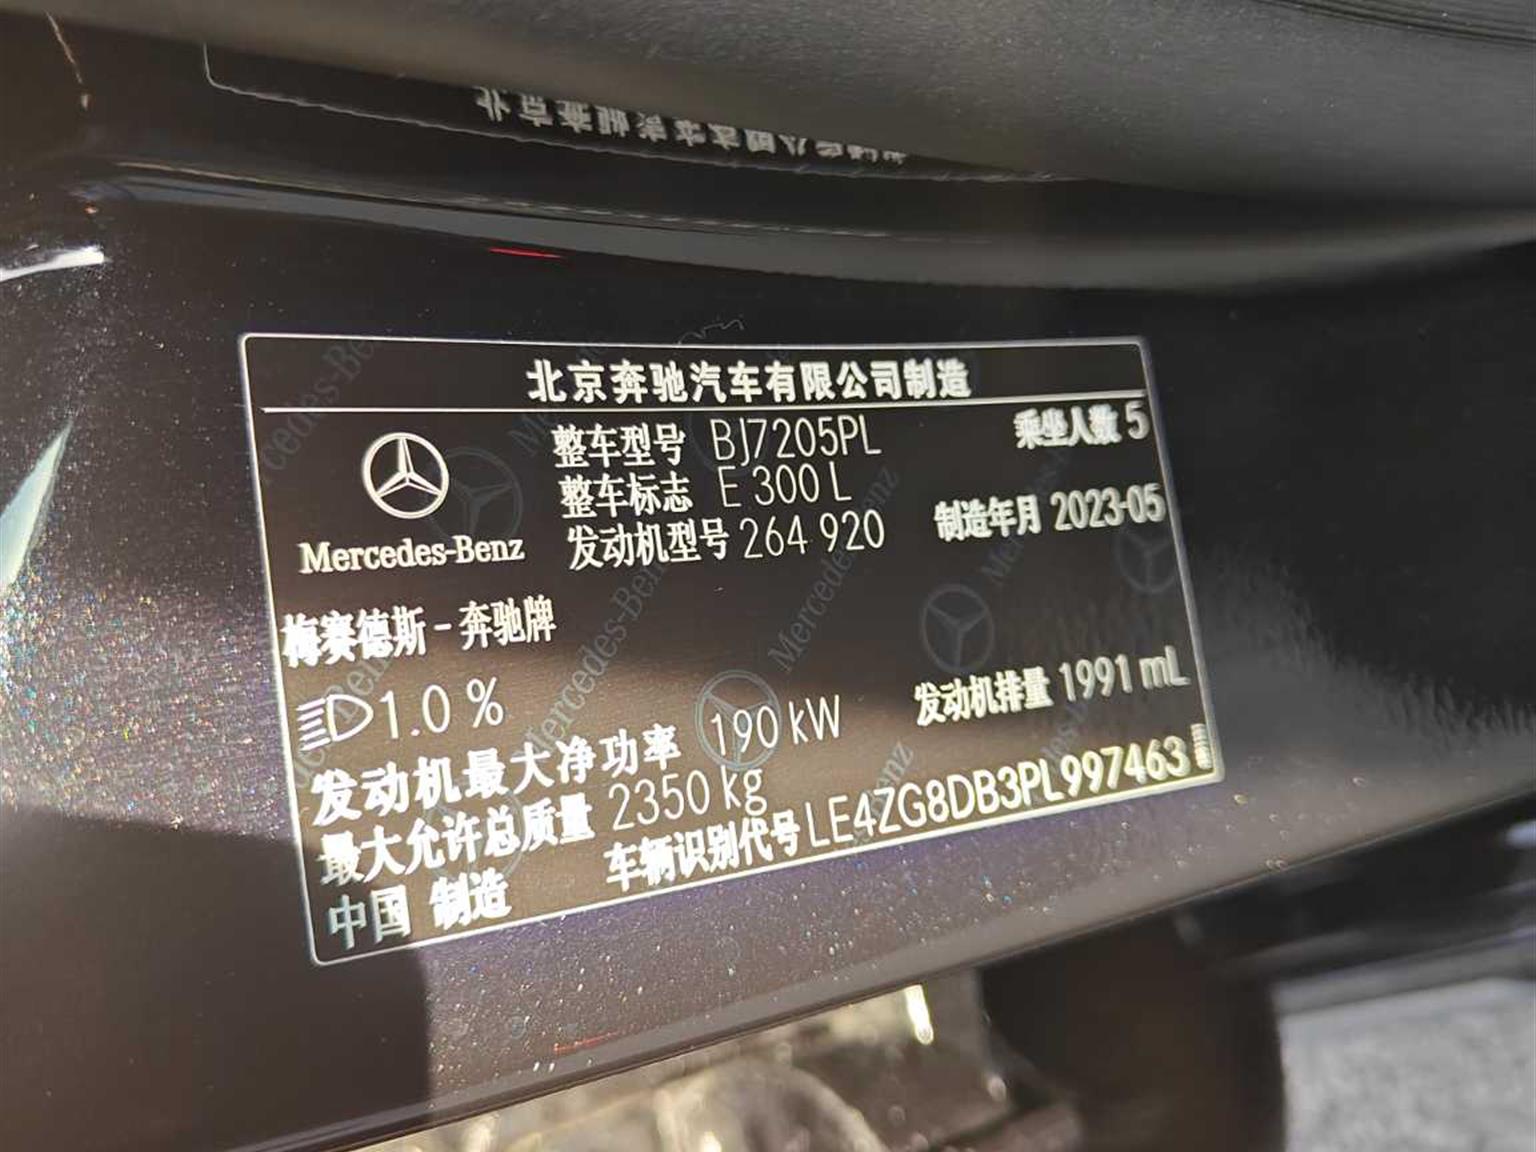 北京奔驰汽车有限公司制造
整车型号 BJ7205PL 乘坐人数 5
整车标志 E 300 L
发动机型号 264 920 制造年月 2023-05
Mercedes-Benz
梅赛德斯-奔驰牌
1.0 %
发动机最大净功率 190 kW 发动机排量 1991 mL
最大允许总质量 2350 kg
车辆识别代号 LE4ZG8DB3PL997463
中国 制造